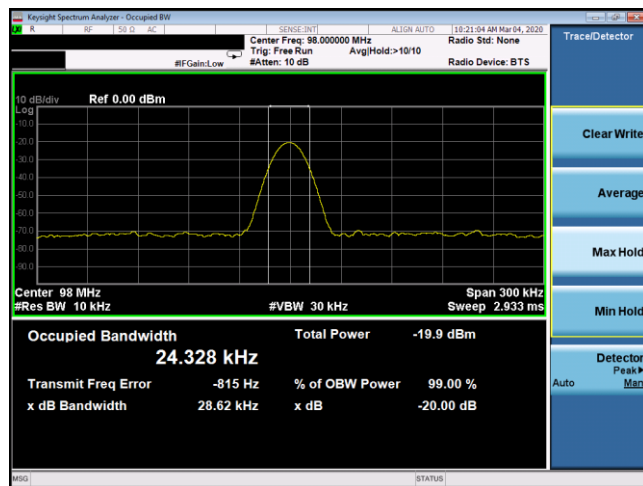 Keysight Spectrum Analyzer - Occupied BW
R RF 50 Ω AC SENSE:INT ALIGN AUTO 10:21:04 AM Mar 04, 2020
Center Freq: 98.000000 MHz Radio Std: None
Trig: Free Run Avg|Hold:>10/10
#IFGain:Low #Atten: 10 dB Radio Device: BTS
Trace/Detector
10 dB/div Ref 0.00 dBm
Log
-10.0
-20.0
-30.0
-40.0
-50.0
-60.0
-70.0
-80.0
-90.0
Center 98 MHz Span 300 kHz
#Res BW 10 kHz #VBW 30 kHz Sweep 2.933 ms
Occupied Bandwidth Total Power -19.9 dBm
24.328 kHz
Transmit Freq Error -815 Hz % of OBW Power 99.00 %
x dB Bandwidth 28.62 kHz x dB -20.00 dB
Clear Write
Average
Max Hold
Min Hold
Detector
Peak▶
Auto Man
MSG STATUS